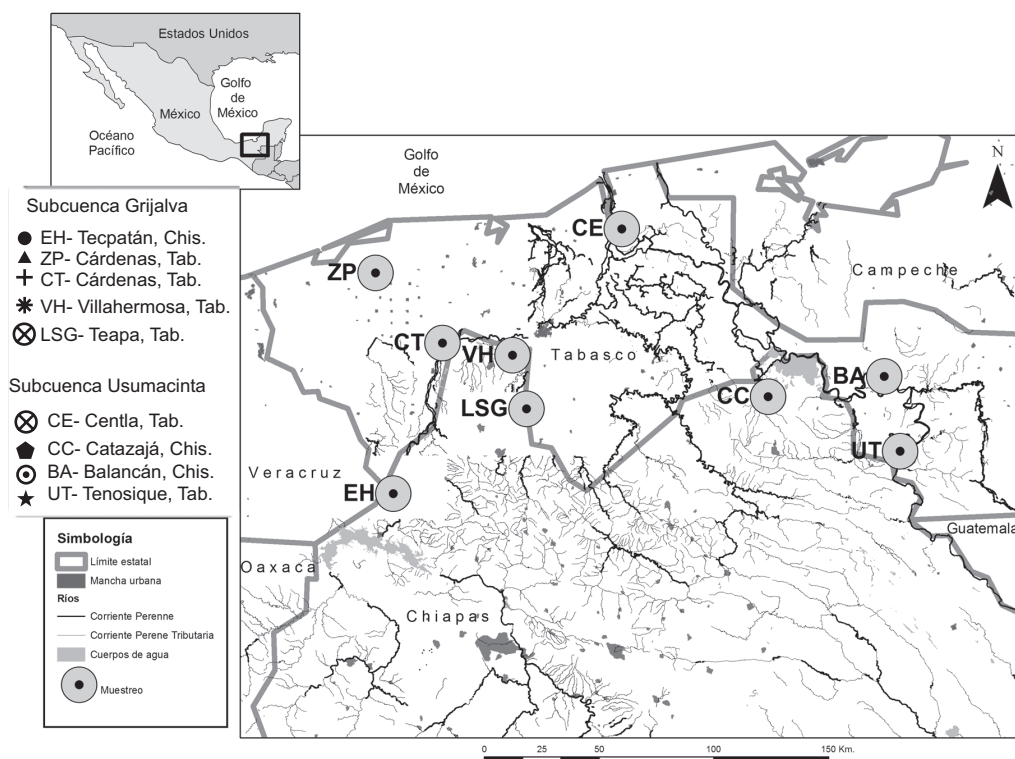 Estados Unidos
Golfo
de
México
México
Océano
Pacífico
Subcuenca Grijalva
EH- Tecpatán, Chis.
ZP- Cárdenas, Tab.
CT- Cárdenas, Tab.
VH- Villahermosa, Tab.
LSG- Teapa, Tab.
Subcuenca Usumacinta
CE- Centla, Tab.
CC- Catazajá, Chis.
BA- Balancán, Chis.
UT- Tenosique, Tab.
Simbología
Límite estatal
Mancha urbana
Ríos
Corriente Perenne
Corriente Perene Tributaria
Cuerpos de agua
Muestreo
Golfo
de
México
N
CE
ZP
Campeche
CT
VH
Tabasco
BA
CC
LSG
UT
Veracruz
EH
Guatemala
Oaxaca
Chiapas
0 25 50 100 150 Km.